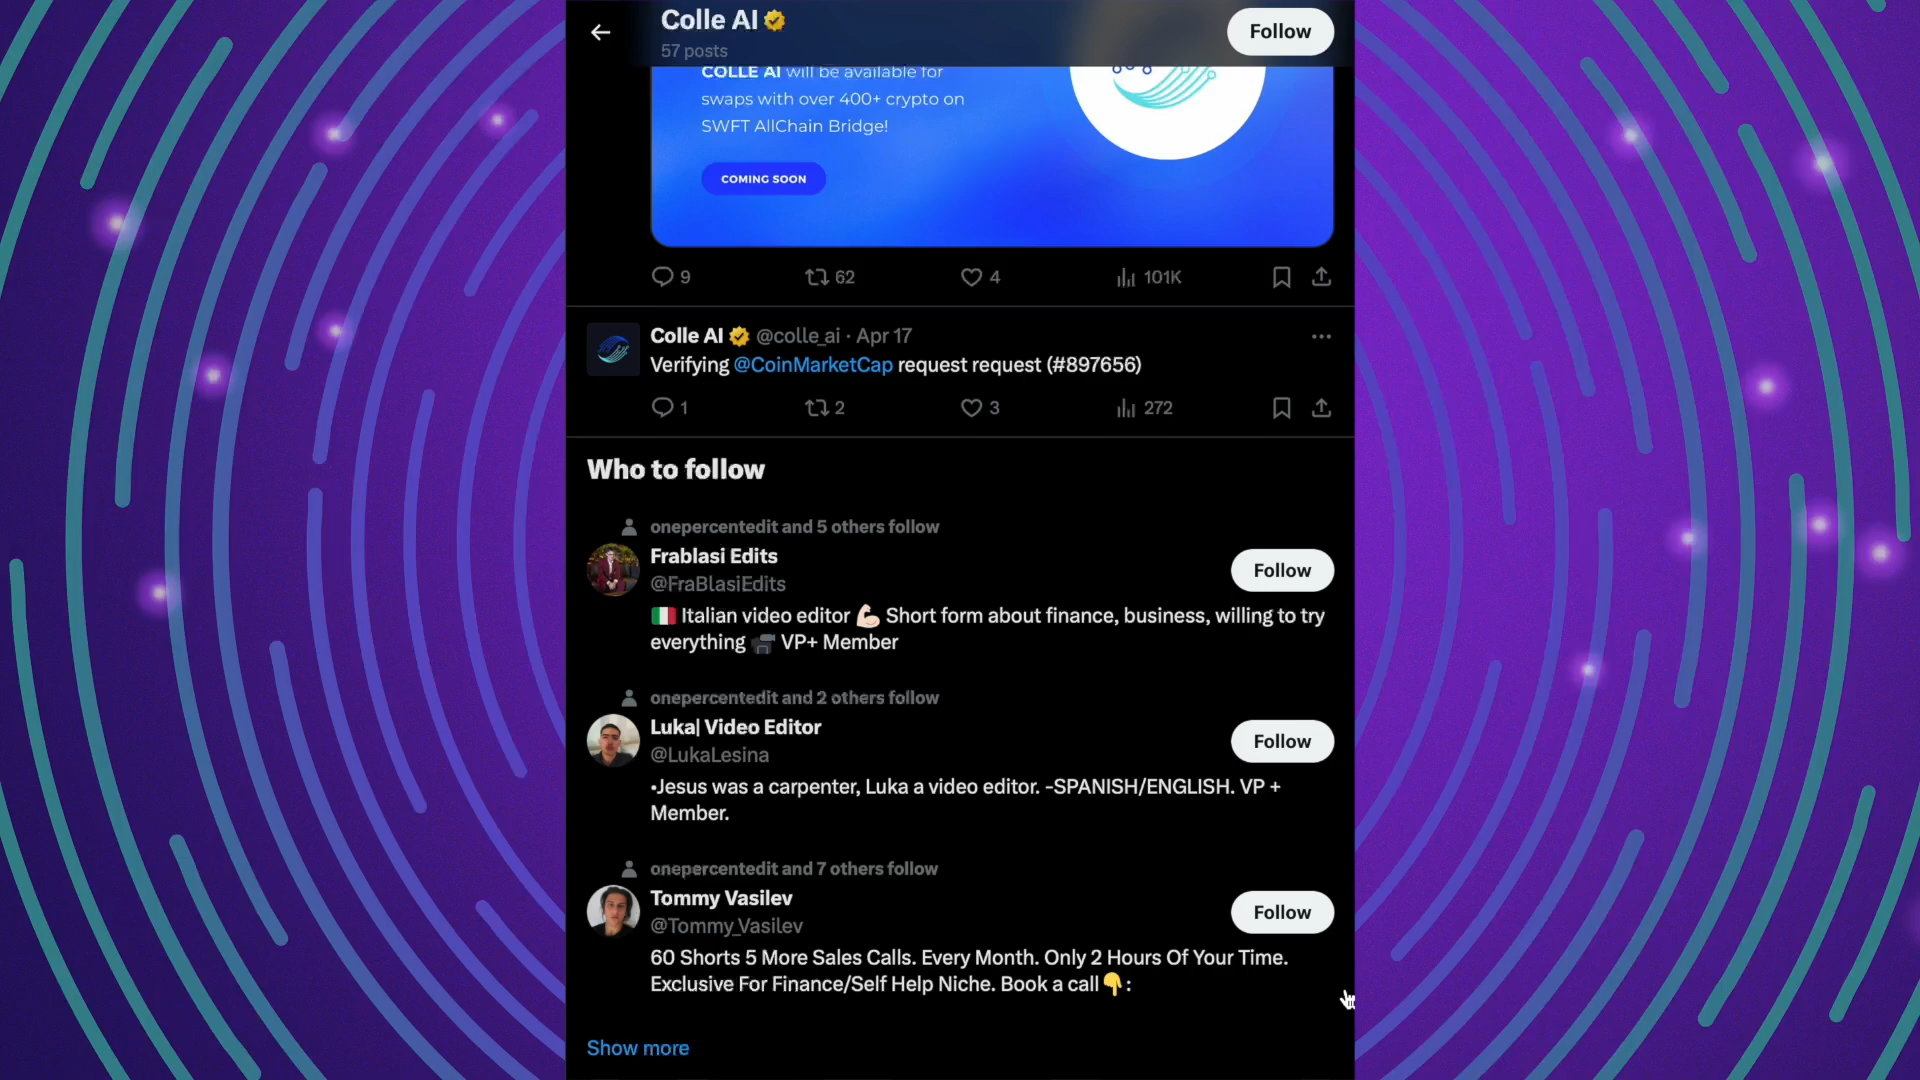 Colle AI
57 posts
Follow
COLLE AI will be available for
swaps with over 400+ crypto on
SWFT AllChain Bridge!
COMING SOON
9 62 4 101K
Colle AI @colle_ai · Apr 17
Verifying @CoinMarketCap request request (#897656)
1 2 3 272
Who to follow
onepercentedit and 5 others follow
Frablasi Edits
@FraBlasiEdits
Follow
🇮🇹 Italian video editor 💪🏻 Short form about finance, business, willing to try
everything 🎥 VP+ Member
onepercentedit and 2 others follow
Luka| Video Editor
@LukaLesina
Follow
•Jesus was a carpenter, Luka a video editor. -SPANISH/ENGLISH. VP +
Member.
onepercentedit and 7 others follow
Tommy Vasilev
@Tommy_Vasilev
Follow
60 Shorts 5 More Sales Calls. Every Month. Only 2 Hours Of Your Time.
Exclusive For Finance/Self Help Niche. Book a call👇:
Show more